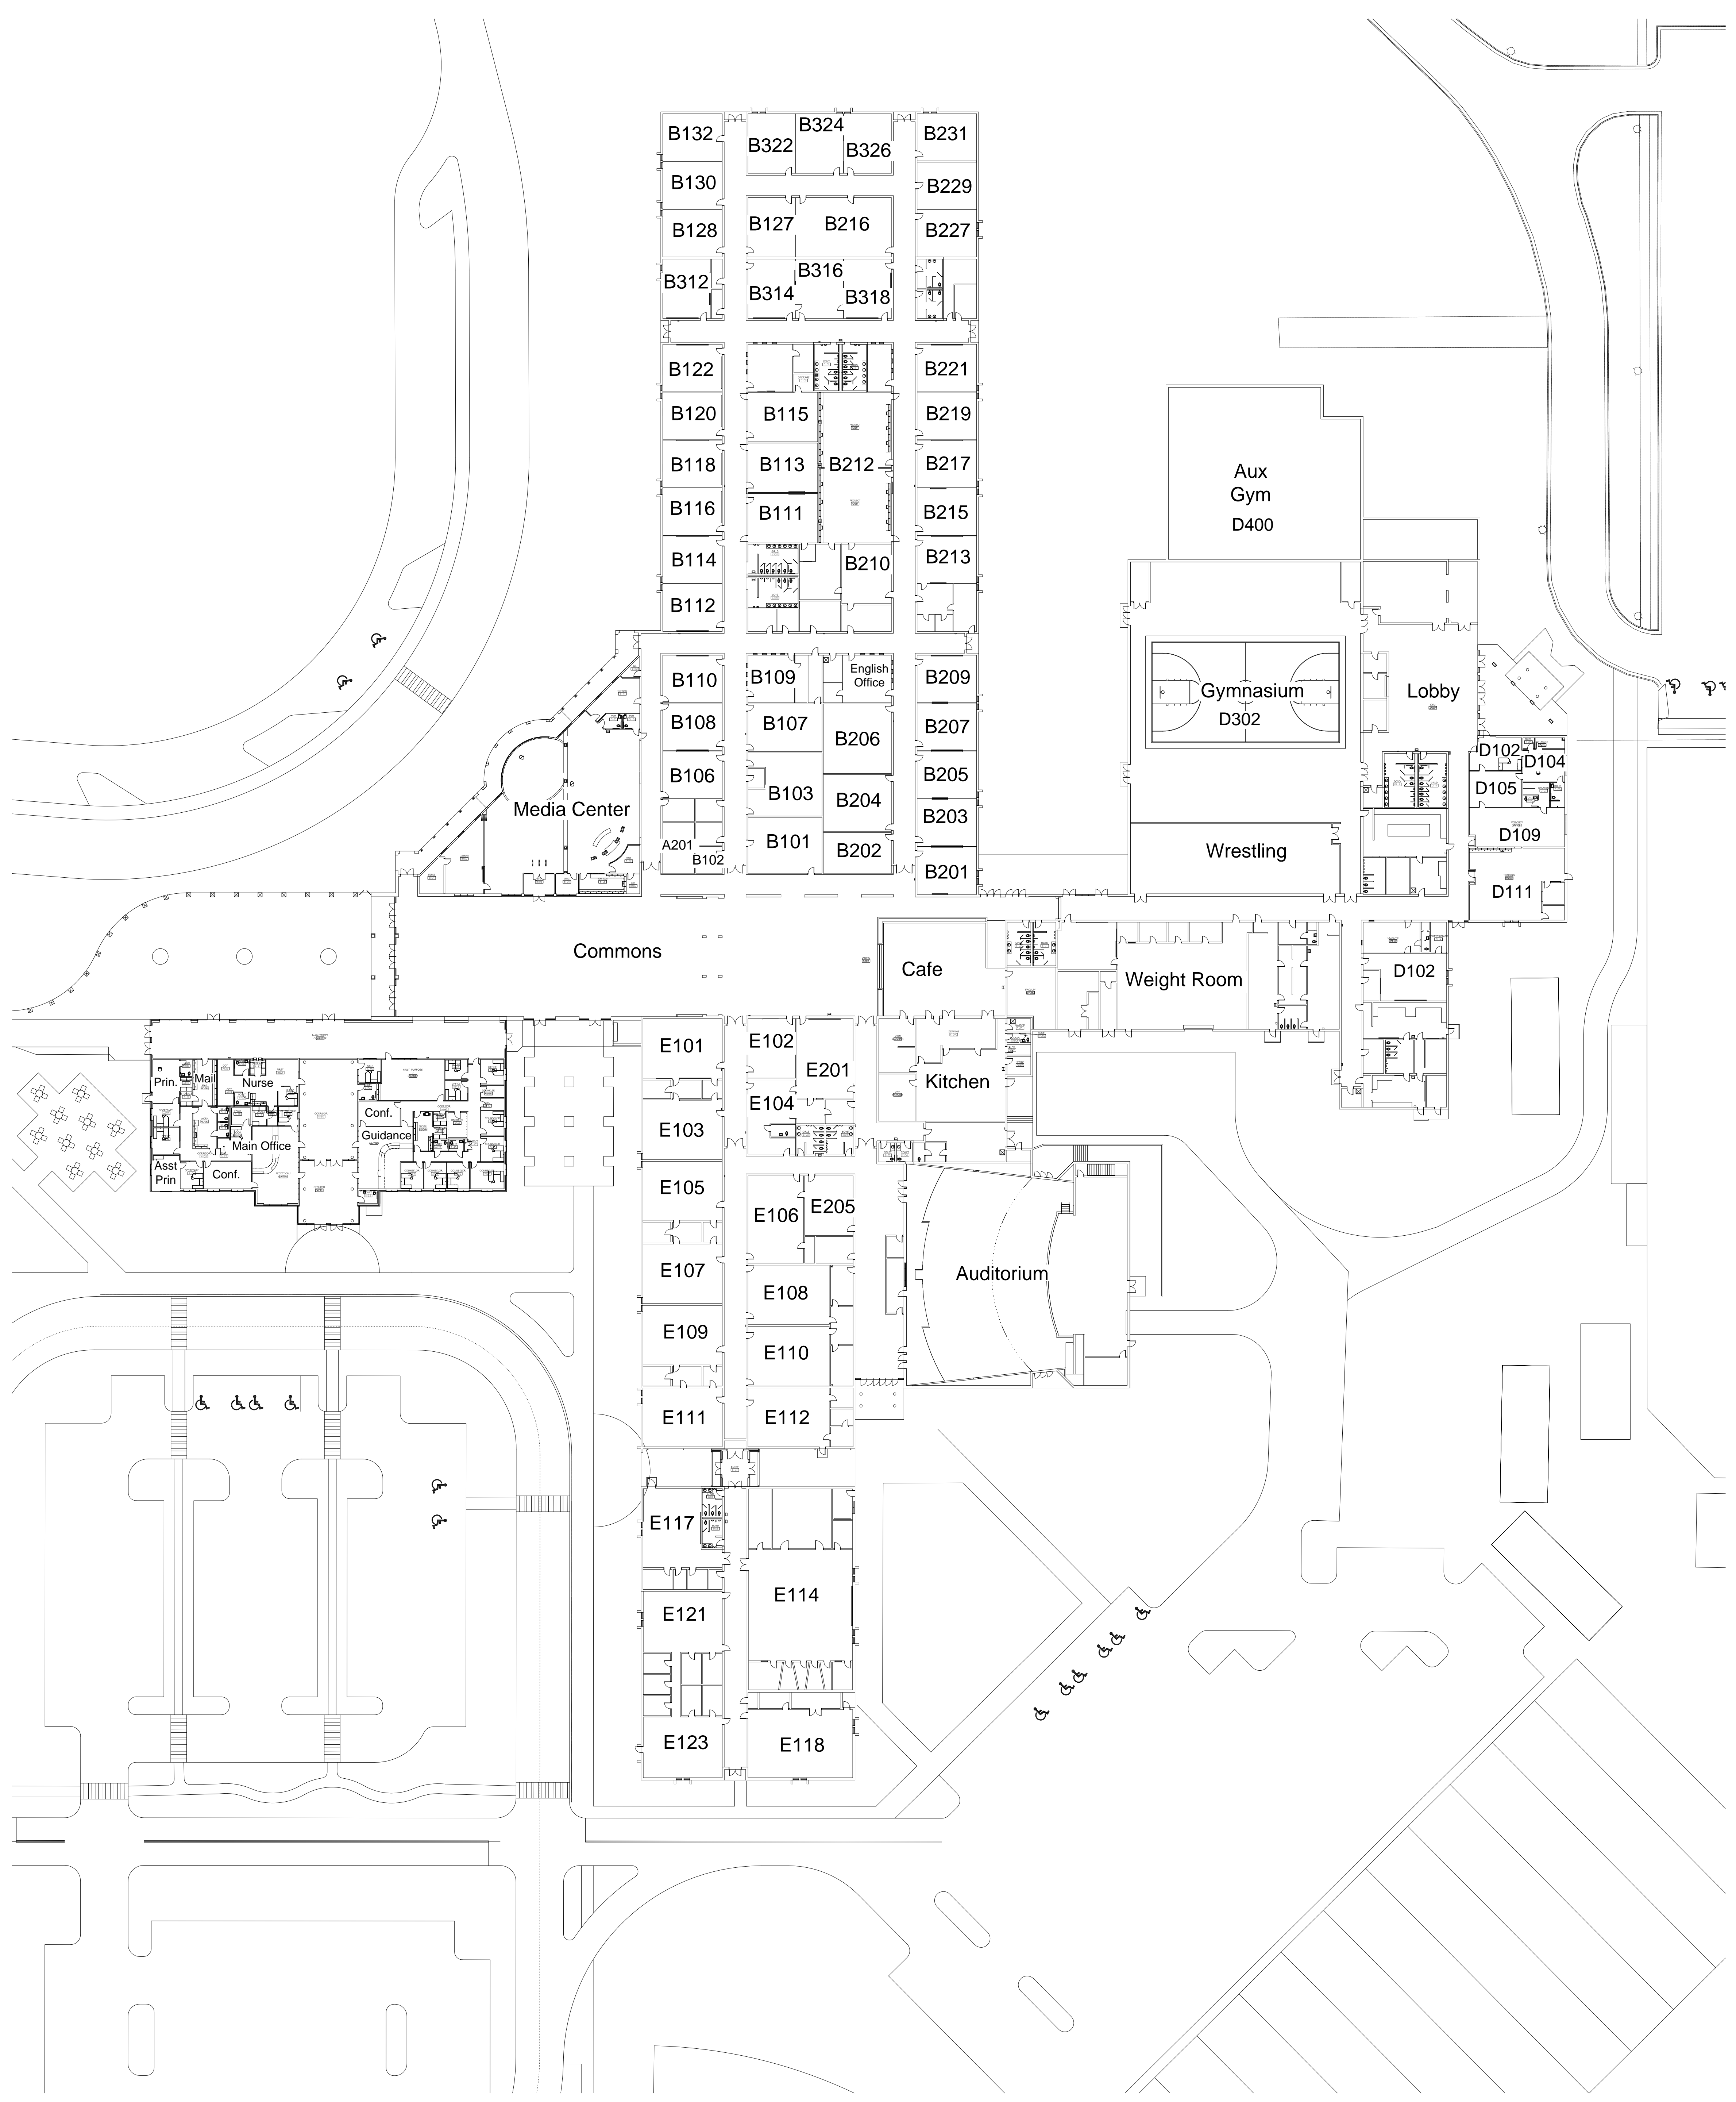 B132
B322
B324
B326
B231
B130
B229
B128
B127
B216
B227
B312
B314
B316
B318
B122
B221
B120
B115
B219
B118
B113
B212
B217
B116
B111
B215
B114
B210
B213
B112
Aux
Gym
D400
B110
B109
English
Office
B209
B108
B107
B206
B207
B106
B103
B204
B205
B203
A201
B102
B101
B202
B201
Media Center
Gymnasium
D302
Lobby
D102
D104
D105
D109
D111
Wrestling
Commons
Cafe
Weight Room
D102
Kitchen
Prin.
Mail
Nurse
Conf.
Guidance
Main Office
Asst
Prin
Conf.
E101
E102
E201
E103
E104
E105
E106
E205
E107
E108
E109
E110
E111
E112
Auditorium
E117
E114
E121
E123
E118